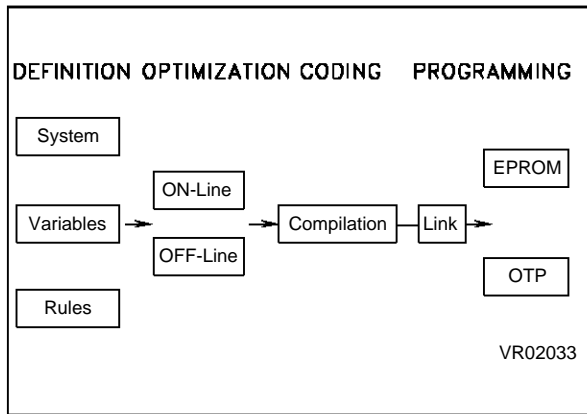 DEFINITION OPTIMIZATION CODING PROGRAMMING
System
EPROM
ON-Line
Variables
Compilation
Link
OFF-Line
OTP
Rules
VR02033